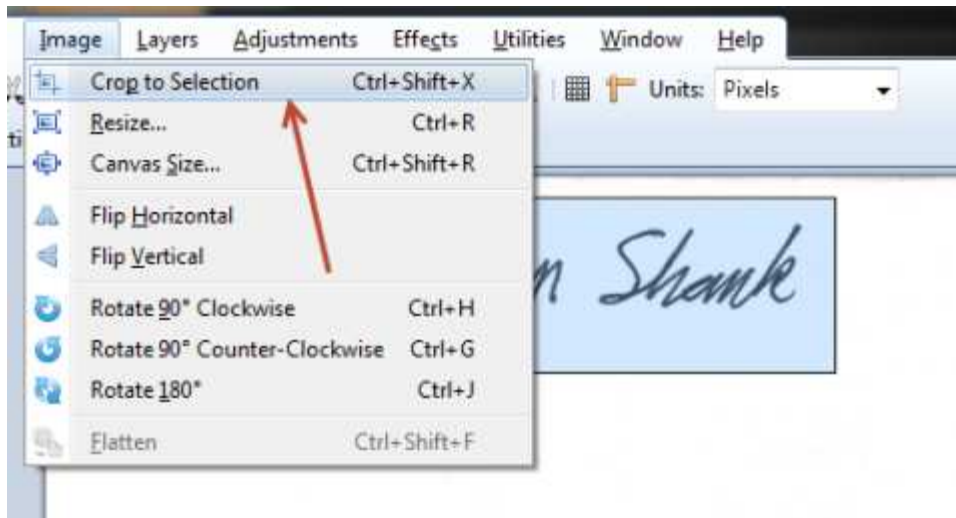 Image Layers Adjustments Effects Utilities Window Help
Crop to Selection Ctrl+Shift+X
Units: Pixels
Resize... Ctrl+R
Canvas Size... Ctrl+Shift+R
Flip Horizontal
Flip Vertical
n Shank
Rotate 90° Clockwise Ctrl+H
Rotate 90° Counter-Clockwise Ctrl+G
Rotate 180° Ctrl+J
Flatten Ctrl+Shift+F